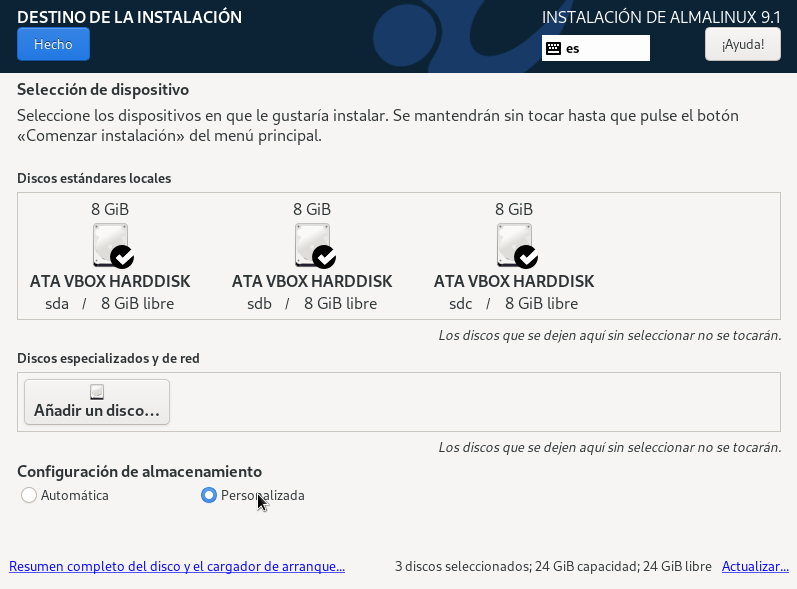 DESTINO DE LA INSTALACIÓN
INSTALACIÓN DE ALMALINUX 9.1
Hecho
es
¡Ayuda!
Selección de dispositivo
Seleccione los dispositivos en que le gustaría instalar. Se mantendrán sin tocar hasta que pulse el botón
«Comenzar instalación» del menú principal.
Discos estándares locales
8 GiB 8 GiB 8 GiB
ATA VBOX HARDDISK ATA VBOX HARDDISK ATA VBOX HARDDISK
sda / 8 GiB libre sdb / 8 GiB libre sdc / 8 GiB libre
Los discos que se dejen aquí sin seleccionar no se tocarán.
Discos especializados y de red
Añadir un disco...
Los discos que se dejen aquí sin seleccionar no se tocarán.
Configuración de almacenamiento
Automática Personalizada
Resumen completo del disco y el cargador de arranque... 3 discos seleccionados; 24 GiB capacidad; 24 GiB libre Actualizar...